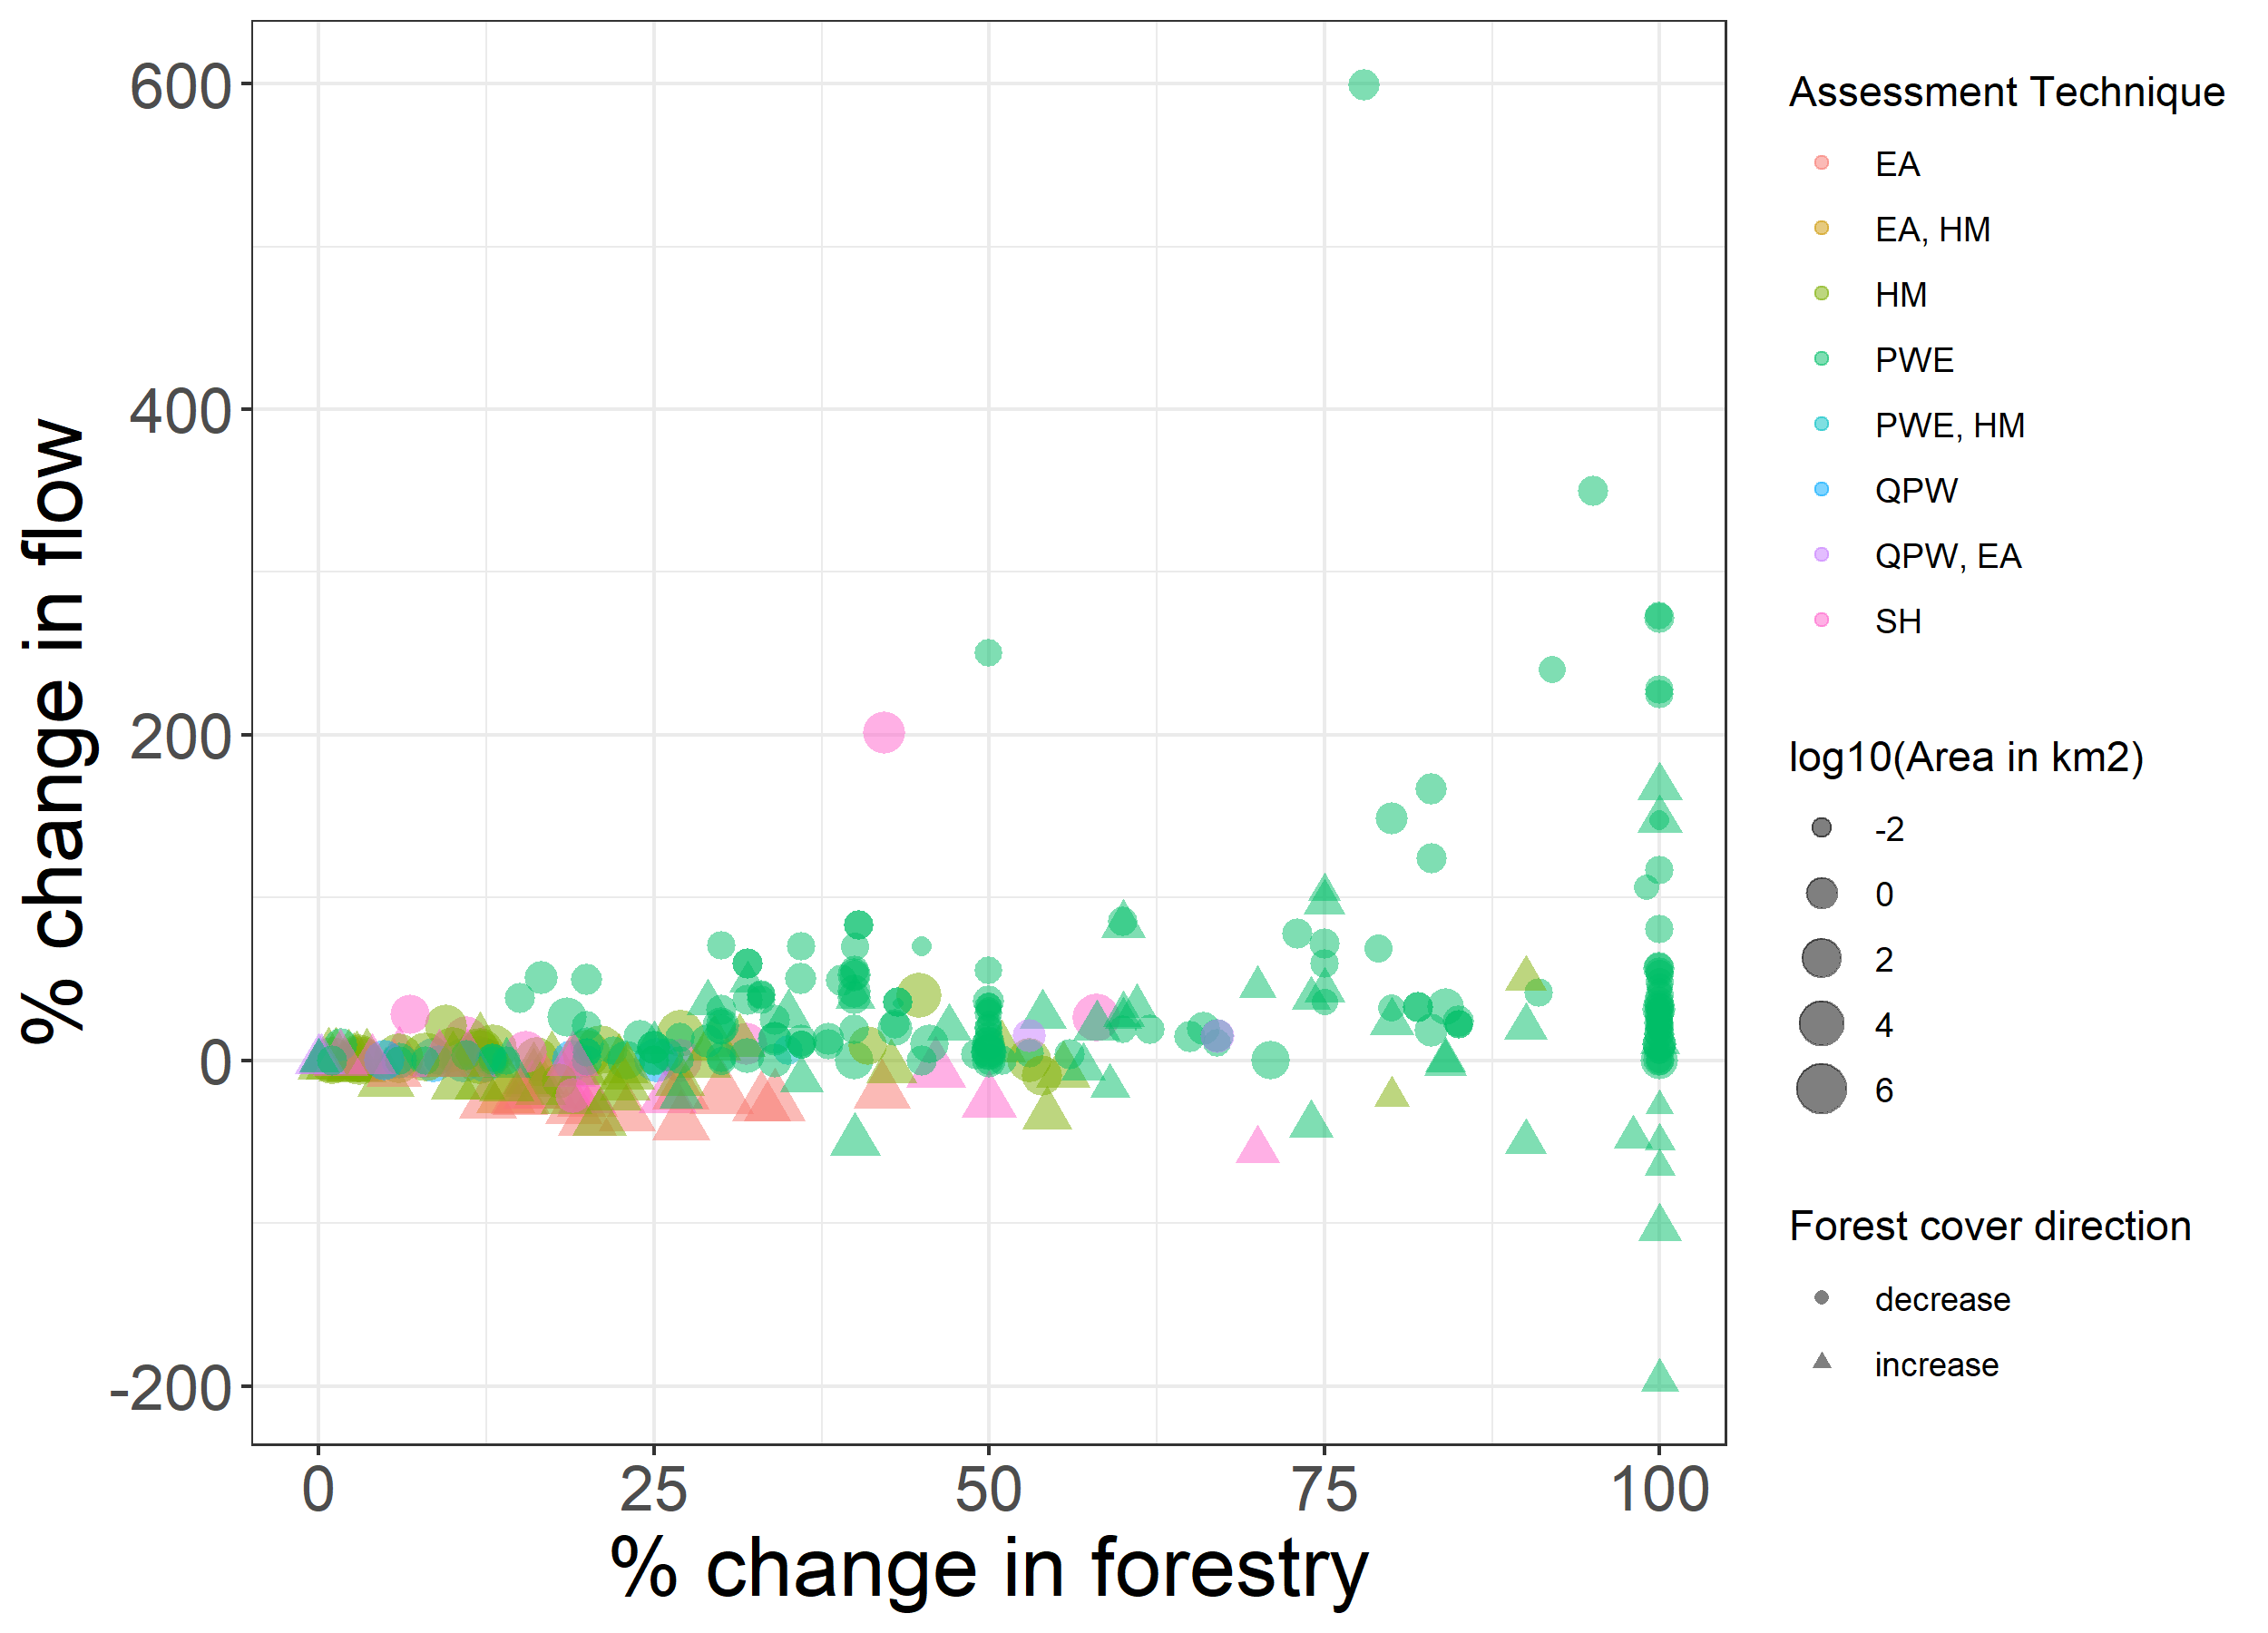 600
400
200
0
-200
% change in flow
0 25 50 75 100
% change in forestry
Assessment Technique
EA
EA, HM
HM
PWE
PWE, HM
QPW
QPW, EA
SH
log10(Area in km2)
-2
0
2
4
6
Forest cover direction
decrease
increase